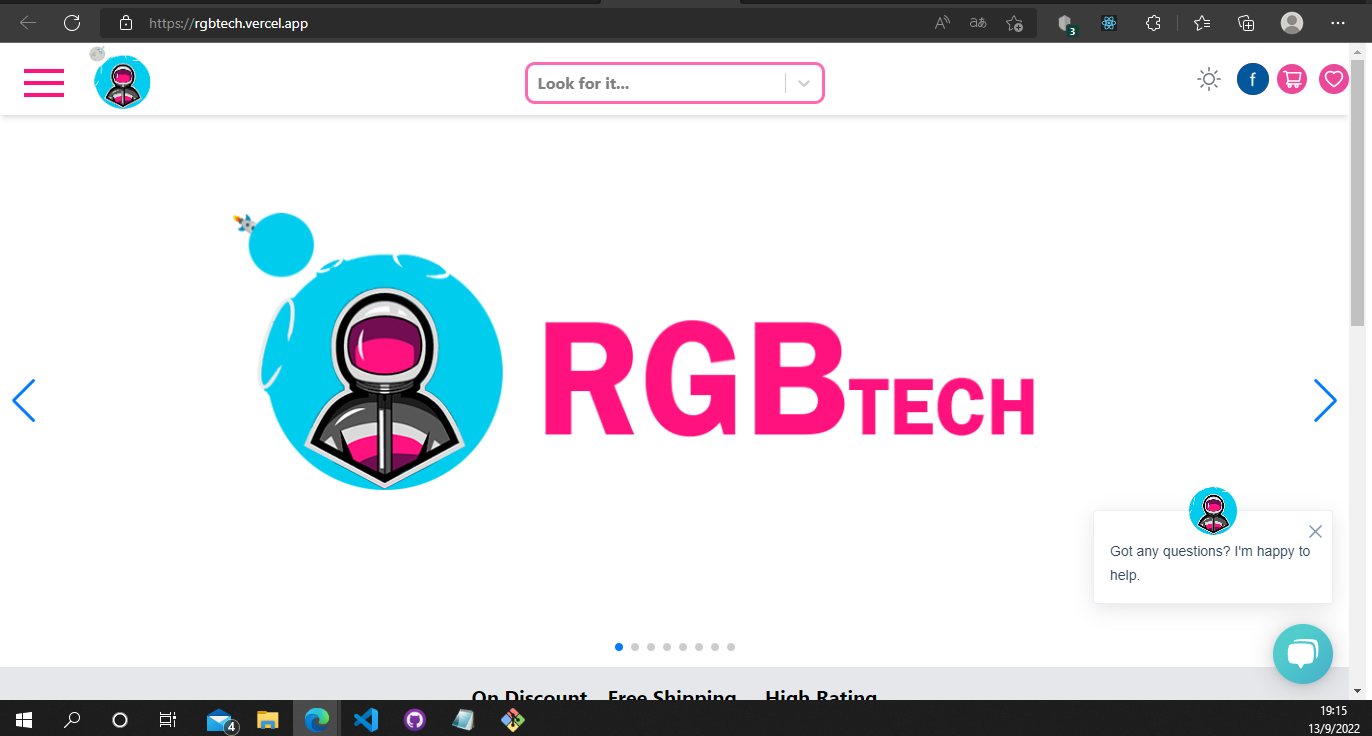 https://rgbtech.vercel.app
3
Look for it...
f
RGBTECH
Got any questions? I'm happy to
help.
On Discount Free Shipping High Rating
4
19:15
13/9/2022